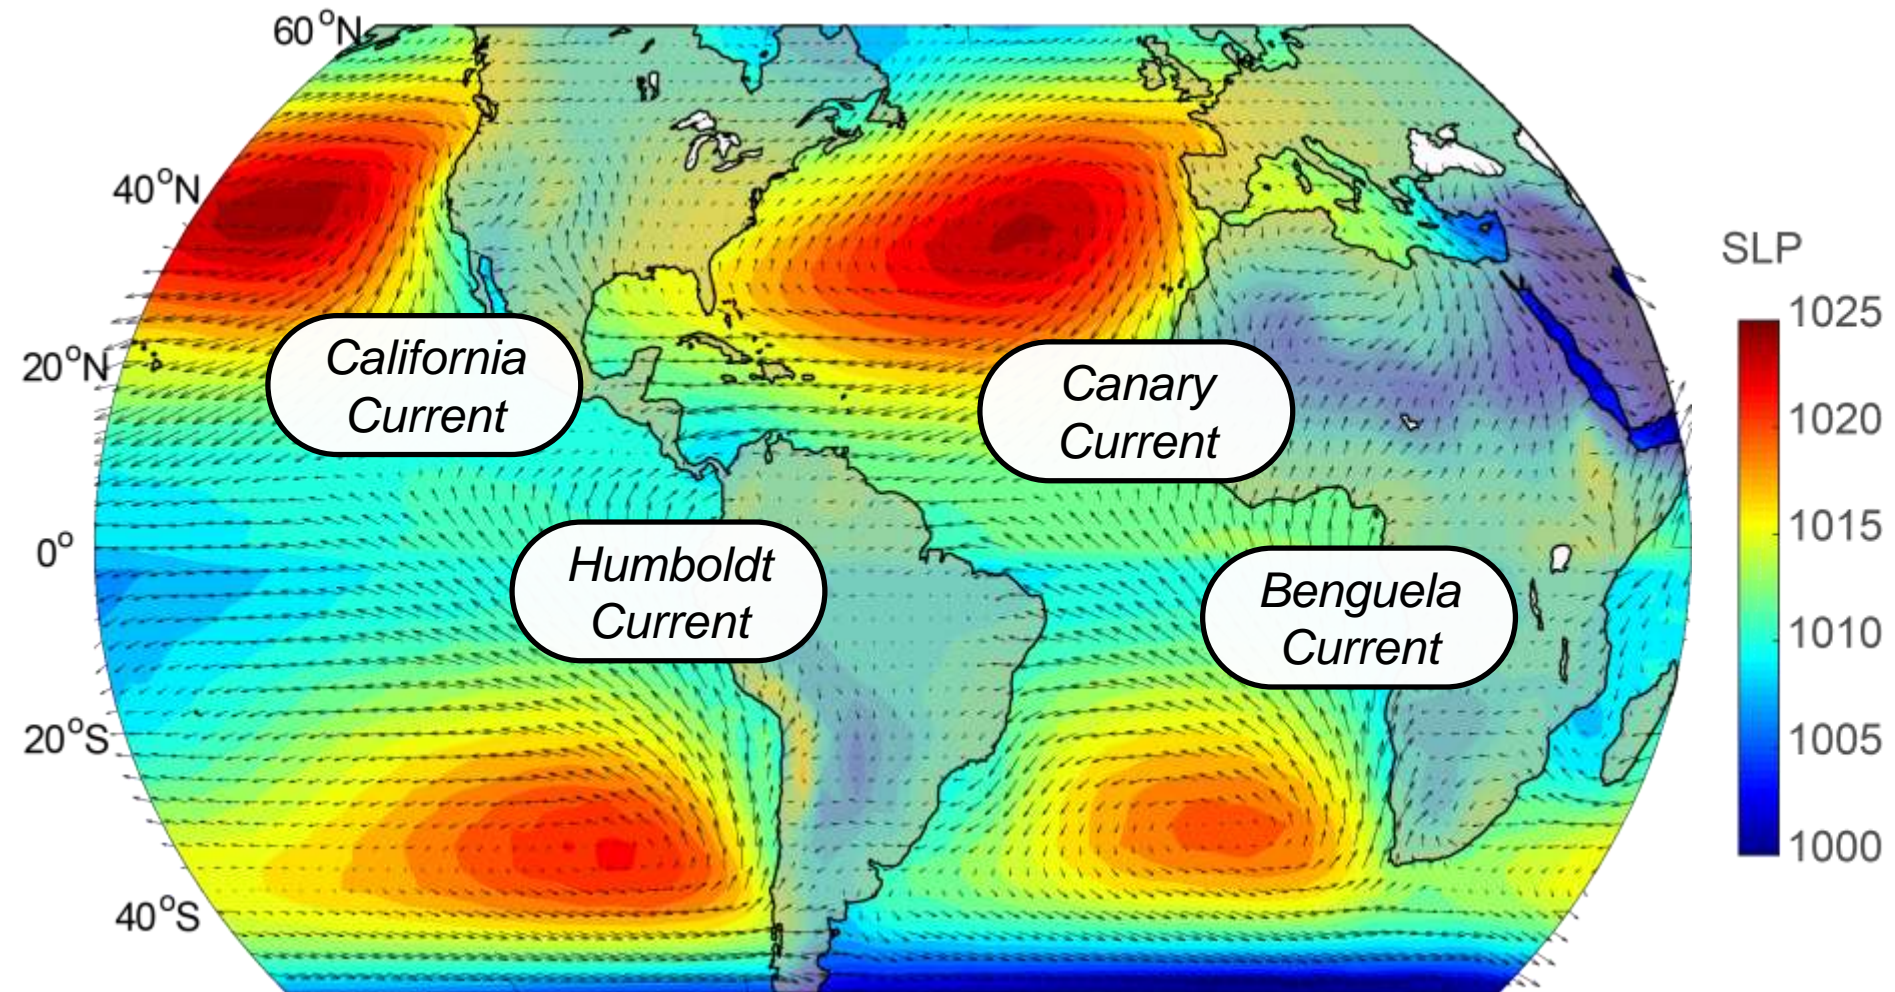 60°N
40°N
20°N
0°
20°S
40°S
California
Current
Canary
Current
Humboldt
Current
Benguela
Current
SLP
1025
1020
1015
1010
1005
1000